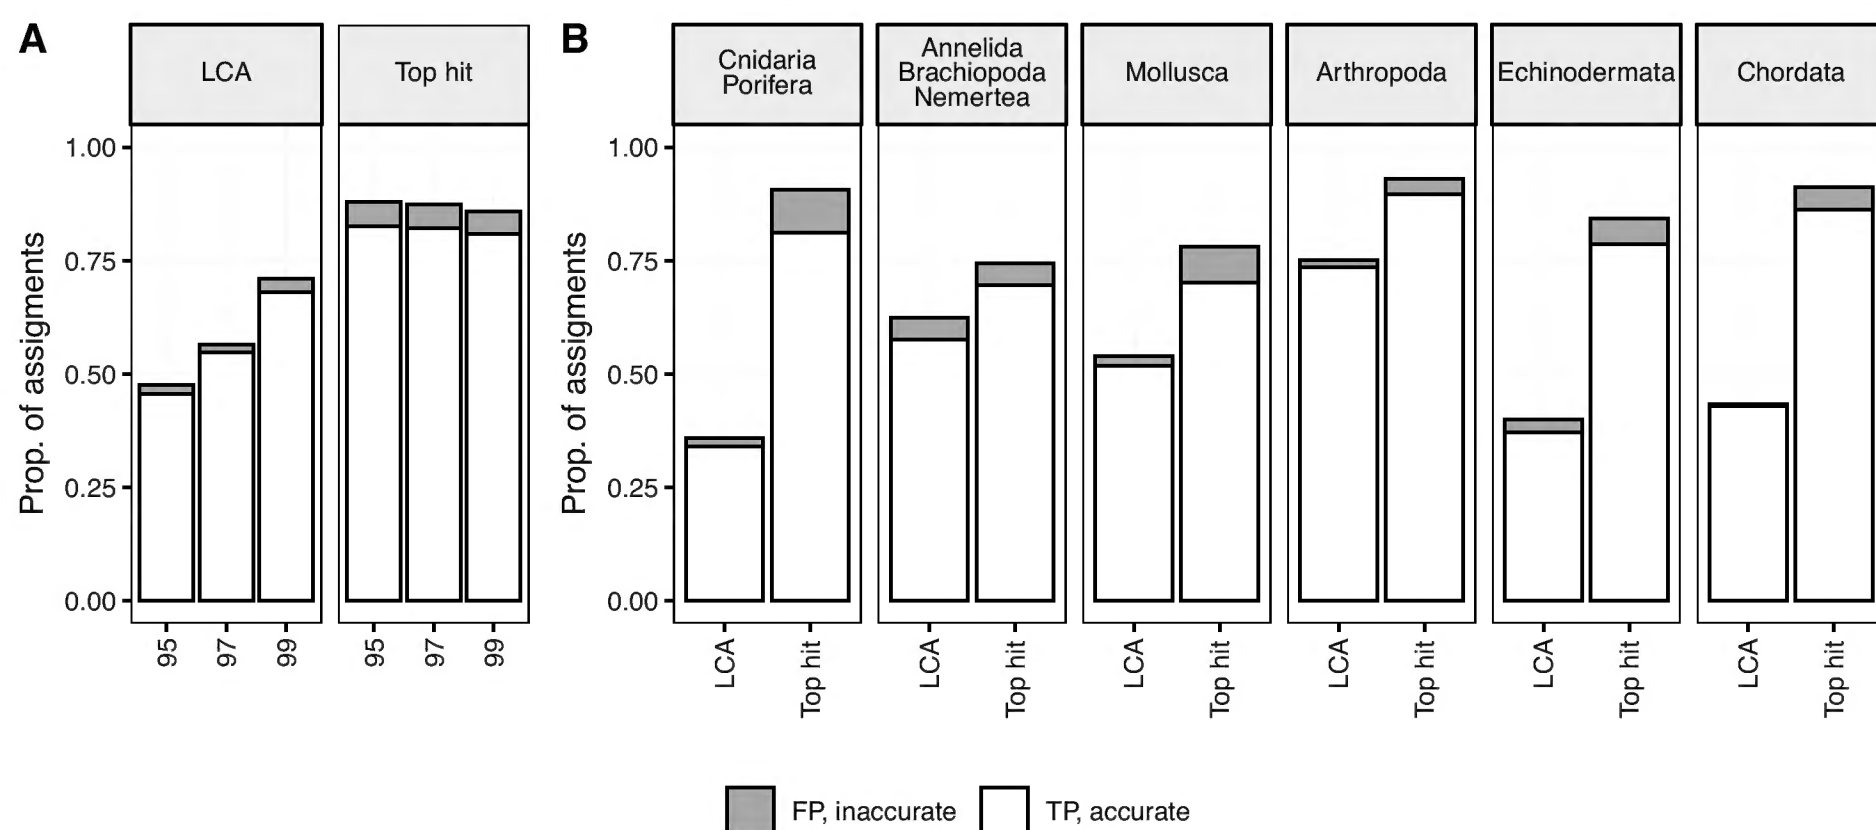 A
LCA
Top hit
Prop. of assigments
1.00
0.75
0.50
0.25
0.00
95
97
99
95
97
99
B
Cnidaria
Porifera
Annelida
Brachiopoda
Nemertea
Mollusca
Arthropoda
Echinodermata
Chordata
Prop. of assigments
1.00
0.75
0.50
0.25
0.00
LCA
Top hit
LCA
Top hit
LCA
Top hit
LCA
Top hit
LCA
Top hit
LCA
Top hit
FP, inaccurate
TP, accurate